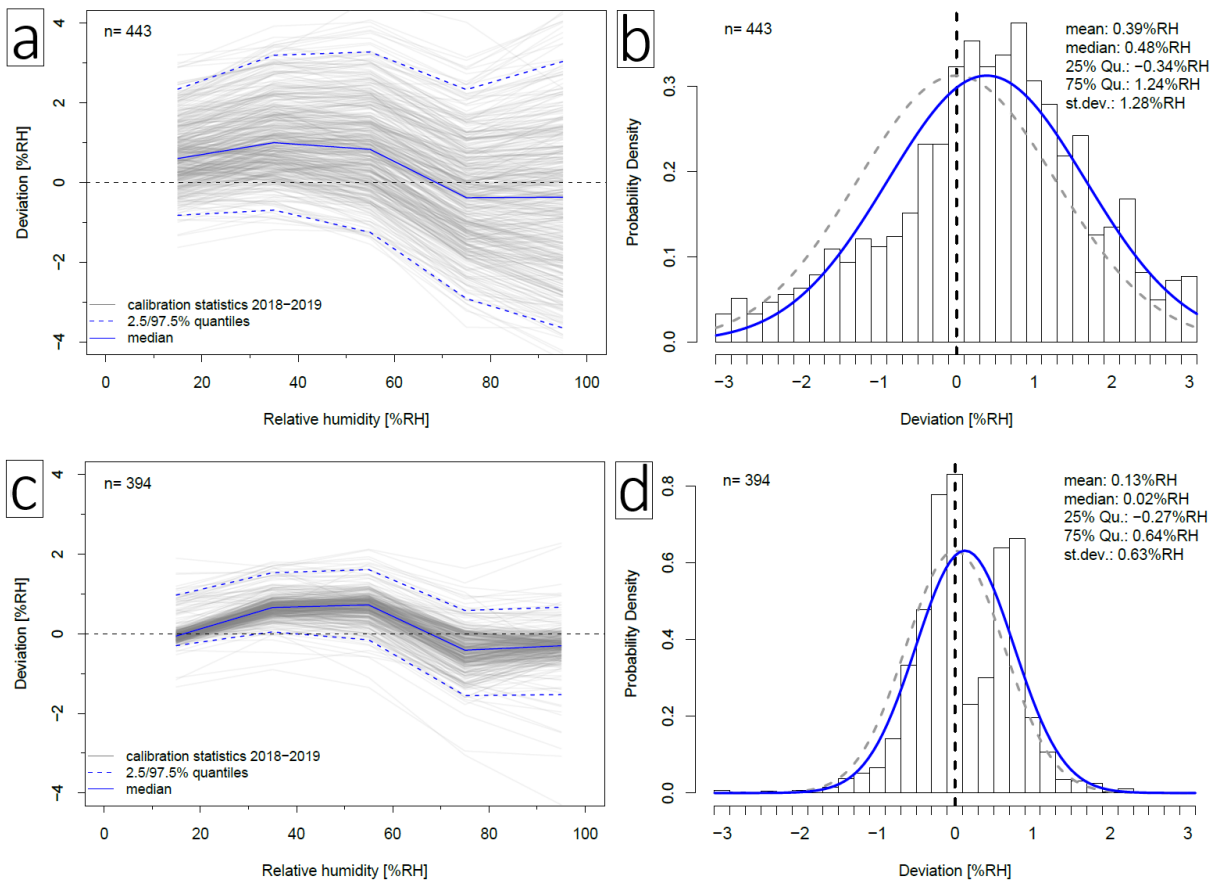 a
n= 443
4
2
0
−2
−4
Deviation [%RH]
calibration statistics 2018−2019
2.5/97.5% quantiles
median
0
20
40
60
80
100
Relative humidity [%RH]
b
n= 443
mean: 0.39%RH
median: 0.48%RH
25% Qu.: −0.34%RH
75% Qu.: 1.24%RH
st.dev.: 1.28%RH
0.3
0.2
0.1
0.0
Probability Density
−3
−2
−1
0
1
2
3
Deviation [%RH]
c
n= 394
4
2
0
−2
−4
Deviation [%RH]
calibration statistics 2018−2019
2.5/97.5% quantiles
median
0
20
40
60
80
100
Relative humidity [%RH]
d
n= 394
mean: 0.13%RH
median: 0.02%RH
25% Qu.: −0.27%RH
75% Qu.: 0.64%RH
st.dev.: 0.63%RH
0.8
0.6
0.4
0.2
0.0
Probability Density
−3
−2
−1
0
1
2
3
Deviation [%RH]